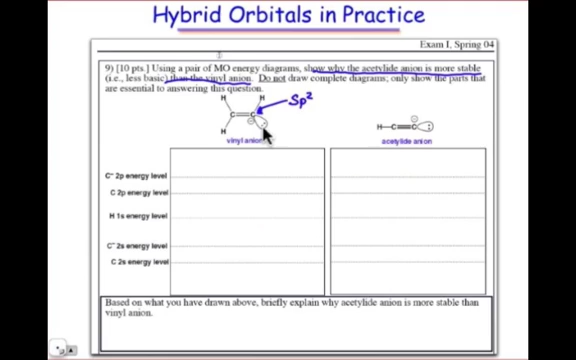 Hybrid Orbitals in Practice
Exam I, Spring 04
9) [10 pts.] Using a pair of MO energy diagrams, show why the acetylide anion is more stable
(i.e., less basic) than the vinyl anion. Do not draw complete diagrams; only show the parts that
are essential to answering this question.
Sp²
H H
C C
H
H-C C
vinyl anion
acetylide anion
C⁻ 2p energy level
C 2p energy level
H 1s energy level
C⁻ 2s energy level
C 2s energy level
Based on what you have drawn above, briefly explain why acetylide anion is more stable than
vinyl anion.